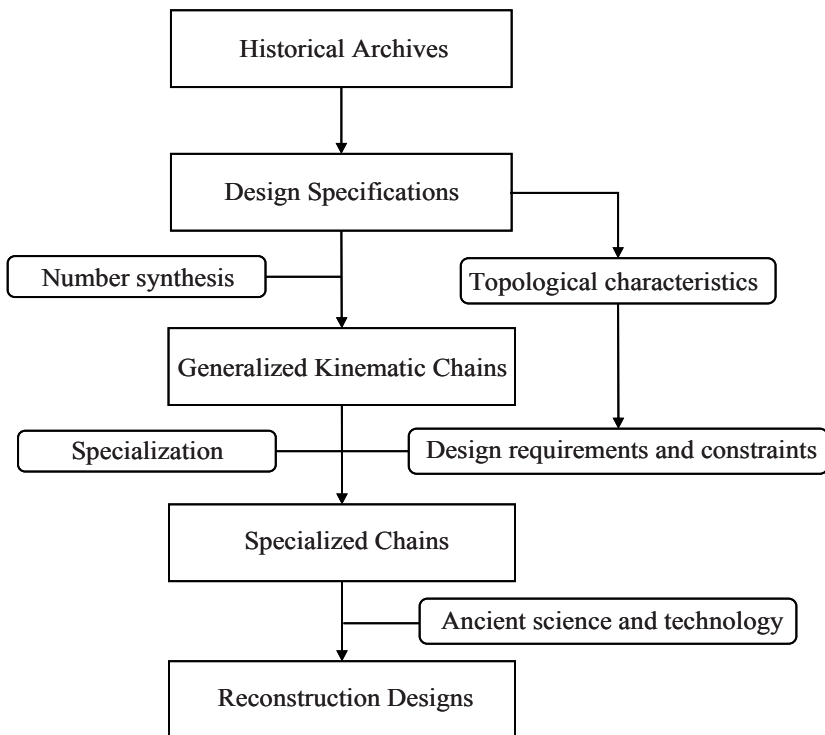 Historical Archives
Design Specifications
Number synthesis
Topological characteristics
Generalized Kinematic Chains
Specialization
Design requirements and constraints
Specialized Chains
Ancient science and technology
Reconstruction Designs